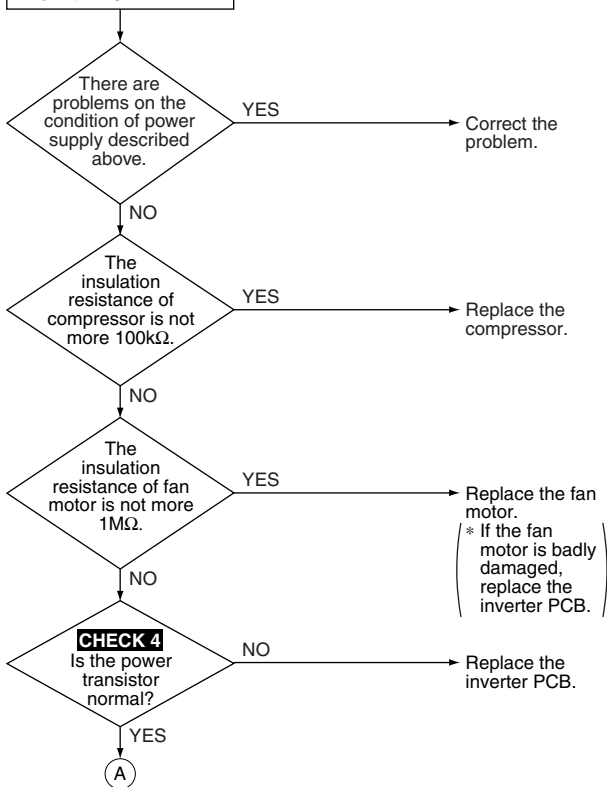 There are
problems on the
condition of power
supply described
above.
YES
Correct the
problem.
NO
The
insulation
resistance of
compressor is not
more 100kΩ.
YES
Replace the
compressor.
NO
The
insulation
resistance of fan
motor is not more
1MΩ.
YES
Replace the fan
motor.
* If the fan
motor is badly
damaged,
replace the
inverter PCB.
NO
CHECK 4
Is the power
transistor
normal?
NO
Replace the
inverter PCB.
YES
A